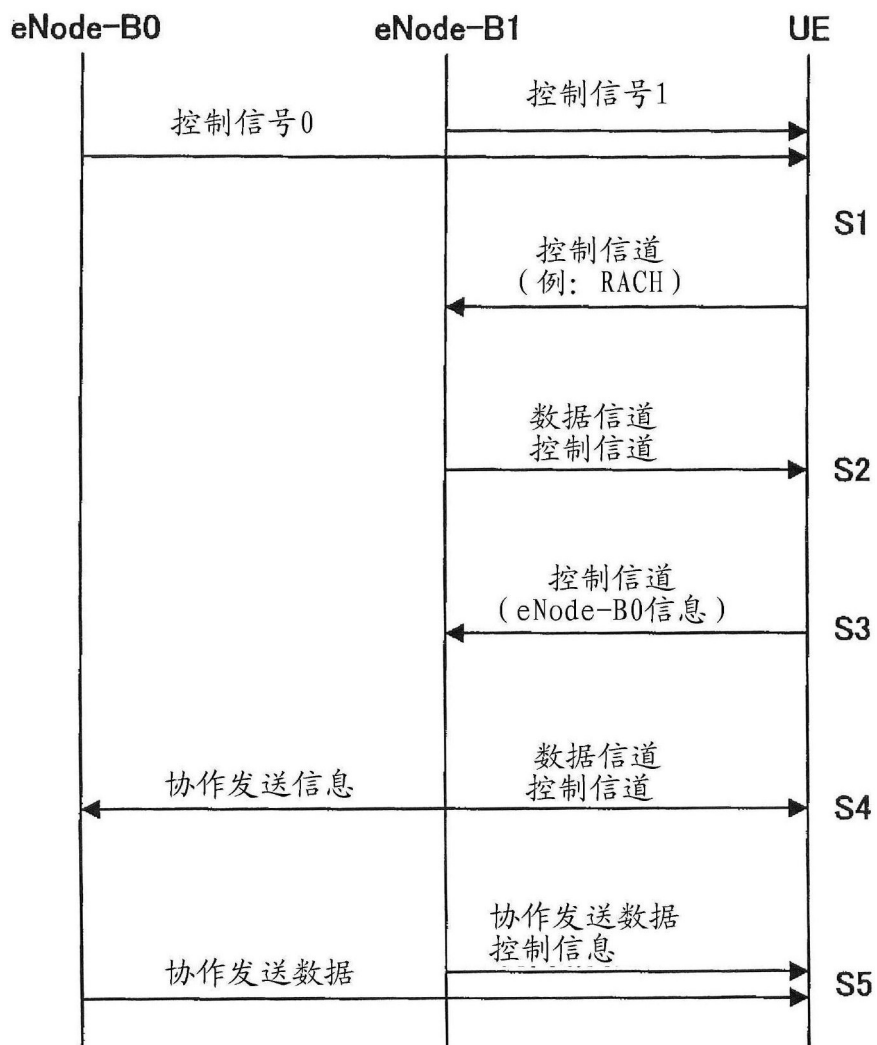 eNode-B0
eNode-B1
UE
控制信号1
控制信号0
S1
控制信道
(例: RACH)
数据信道
控制信道
S2
控制信道
(eNode-B0信息)
S3
协作发送信息
数据信道
控制信道
S4
协作发送数据
控制信息
协作发送数据
S5